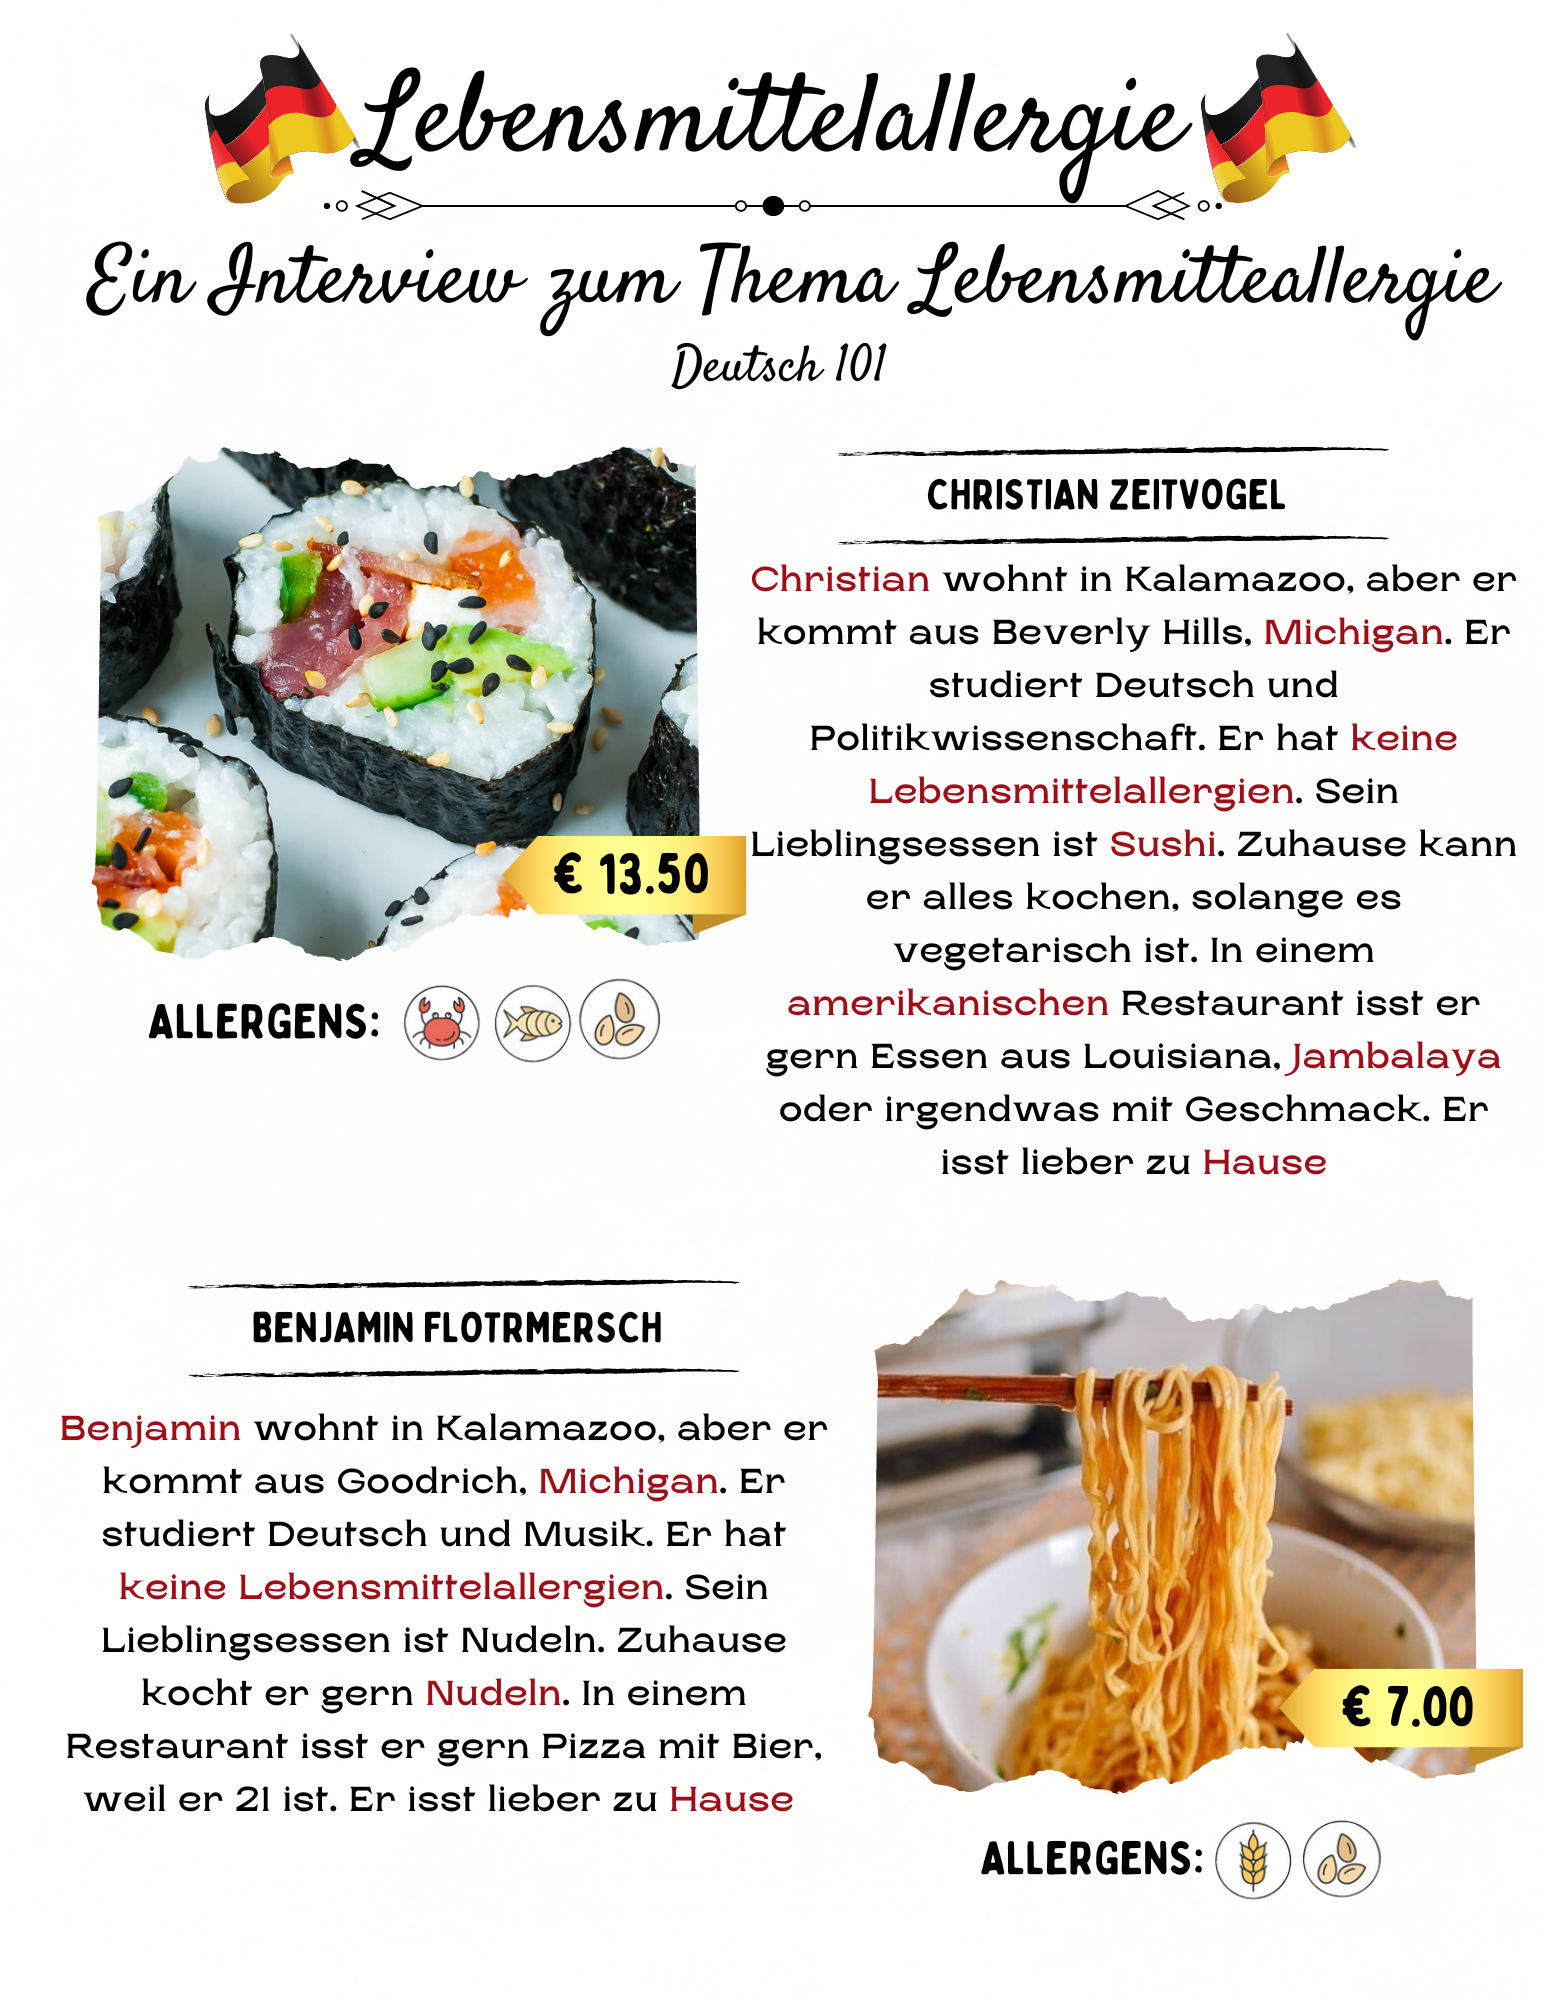 Lebensmittelallergie
Ein Interview zum Thema Lebensmitteallergie
Deutsch 101
CHRISTIAN ZEITVOGEL
Christian wohnt in Kalamazoo, aber er
kommt aus Beverly Hills, Michigan. Er
studiert Deutsch und
Politikwissenschaft. Er hat keine
Lebensmittelallergien. Sein
Lieblingsessen ist Sushi. Zuhause kann
er alles kochen, solange es
vegetarisch ist. In einem
amerikanischen Restaurant isst er
gern Essen aus Louisiana, Jambalaya
oder irgendwas mit Geschmack. Er
isst lieber zu Hause
€ 13.50
ALLERGENS:
BENJAMIN FLOTRMERSCH
Benjamin wohnt in Kalamazoo, aber er
kommt aus Goodrich, Michigan. Er
studiert Deutsch und Musik. Er hat
keine Lebensmittelallergien. Sein
Lieblingsessen ist Nudeln. Zuhause
kocht er gern Nudeln. In einem
Restaurant isst er gern Pizza mit Bier,
weil er 21 ist. Er isst lieber zu Hause
€ 7.00
ALLERGENS: